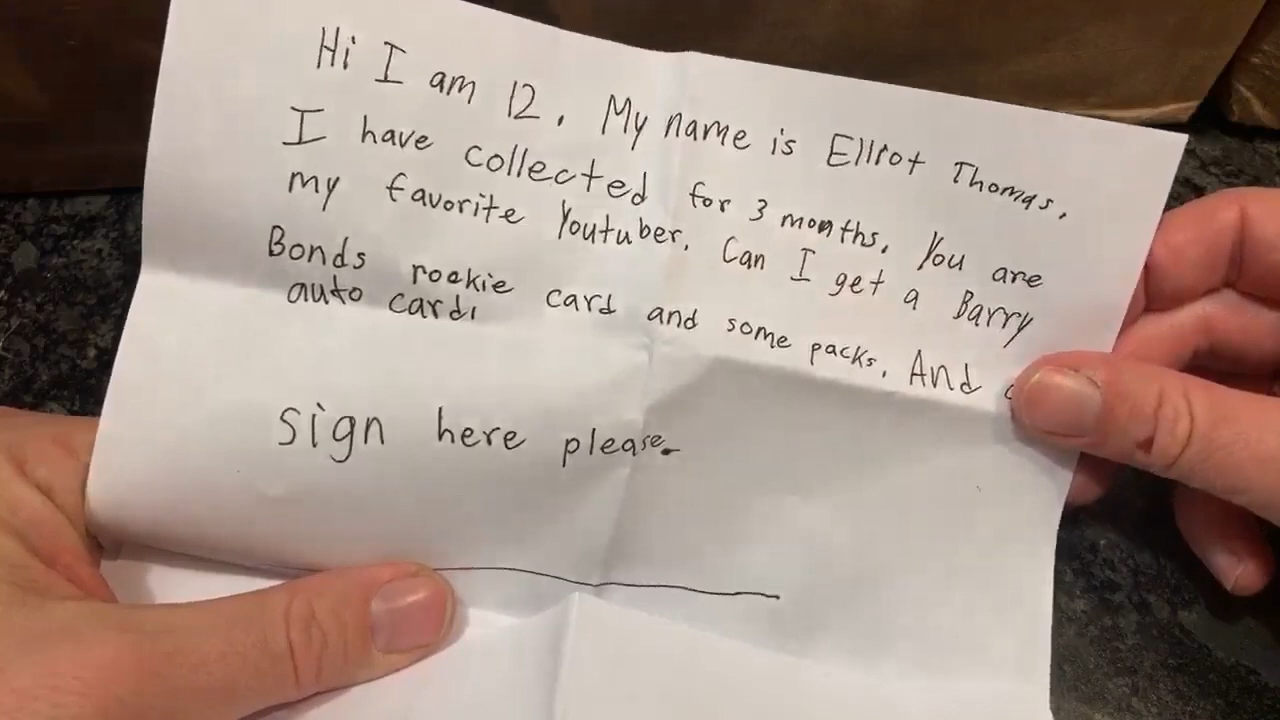 Hi I am 12. My name is Ellrot Thomas.
I have collected for 3 months. You are
my favorite Youtuber. Can I get a Barry
Bonds rookie card and some packs. And
auto card.
sign here please.